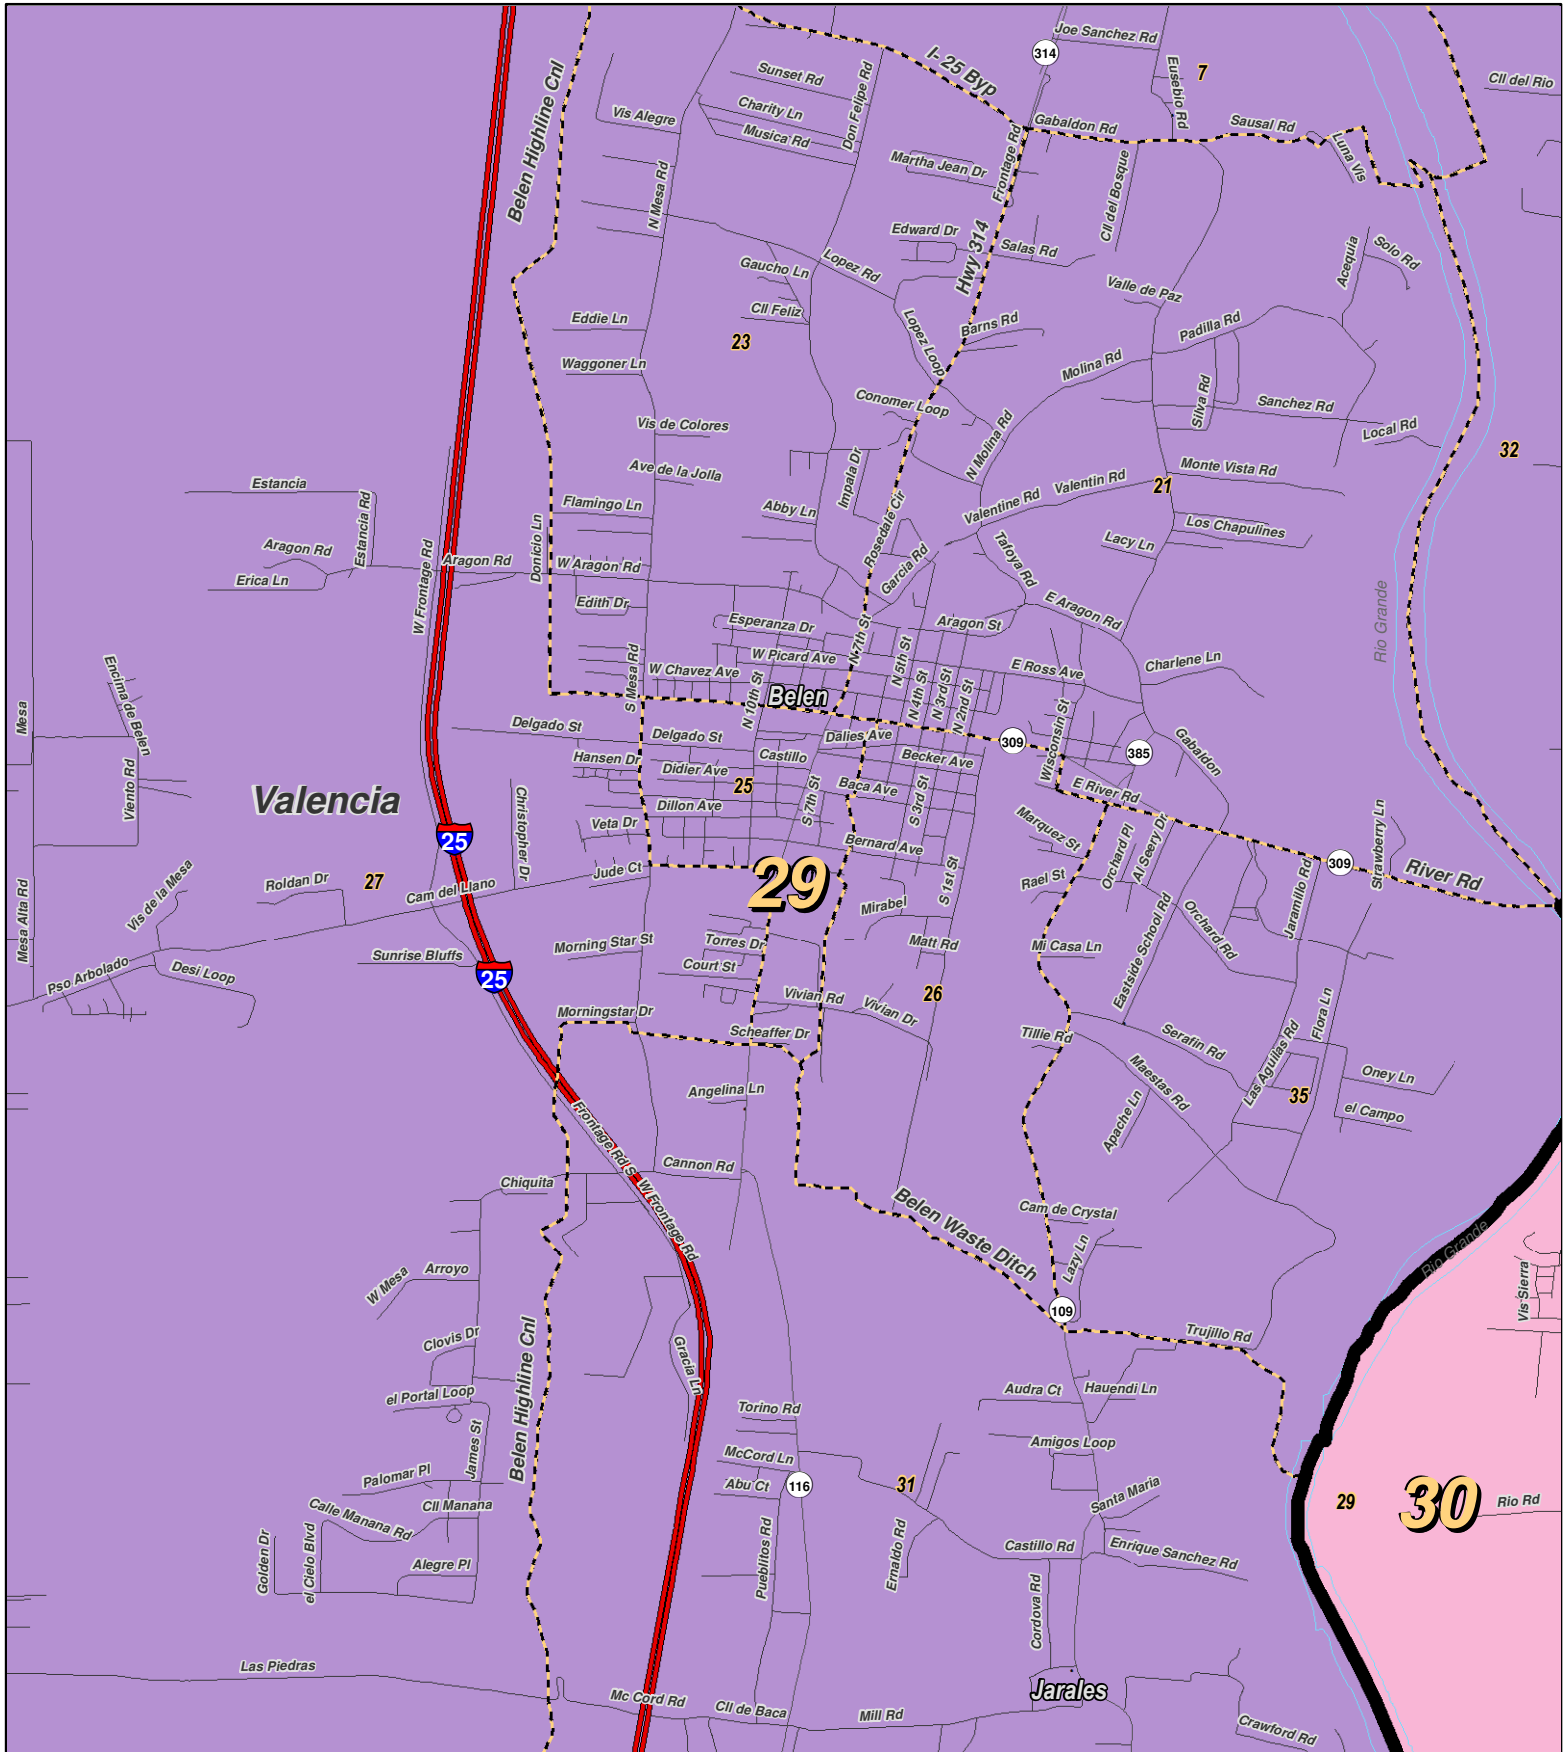 Joe Sanchez Rd
314
I- 25 Byp
7
Cll del Rio
Sunset Rd
Don Felipe Rd
Eusebio Rd
Belen Highline Cnl
Vis Alegre
Charity Ln
Musica Rd
Gabaldon Rd
Sausal Rd
Luna Vis
Frontage Rd
Martha Jean Dr
Cll del Bosque
N Mesa Rd
Edward Dr
Salas Rd
Hwy 314
Acequia
Solo Rd
Gaucho Ln
Lopez Rd
Valle de Paz
Cll Feliz
Eddie Ln
23
Lopez Loop
Barns Rd
Padilla Rd
Waggoner Ln
Molina Rd
Silva Rd
Conomer Loop
Sanchez Rd
Vis de Colores
N Molina Rd
Local Rd
32
Ave de la Jolla
Impala Dr
Monte Vista Rd
Estancia
Valentin Rd
21
Flamingo Ln
Abby Ln
Valentine Rd
Rosedale Cir
Los Chapulines
Estancia Rd
Donicio Ln
Lacy Ln
Aragon Rd
Aragon Rd
W Aragon Rd
Garcia Rd
Tafoya Rd
Erica Ln
W Frontage Rd
Edith Dr
E Aragon Rd
Rio Grande
Esperanza Dr
Aragon St
N 7th St
W Picard Ave
N 5th St
E Ross Ave
Charlene Ln
Encima de Belen
S Mesa Rd
W Chavez Ave
N 10th St
Belen
N 4th St
N 3rd St
N 2nd St
Mesa
Delgado St
Delgado St
Dalies Ave
309
Wisconsin St
385
Gabaldon
Hansen Dr
Castillo
Becker Ave
Didier Ave
25
Baca Ave
E River Rd
Viento Rd
Valencia
Christopher Dr
Dillon Ave
S 7th St
S 3rd St
Veta Dr
Marquez St
25
Bernard Ave
Orchard Pl
Al Seery Dr
Strawberry Ln
309
River Rd
Jude Ct
29
S 1st St
Rael St
Roldan Dr
27
Cam del Llano
Mesa Alta Rd
Vis de la Mesa
Mirabel
Jaramillo Rd
Eastside School Rd
Orchard Rd
Morning Star St
Torres Dr
Matt Rd
Mi Casa Ln
Sunrise Bluffs
Court St
Pso Arbolado
Desi Loop
25
26
Vivian Rd
Vivian Dr
Flora Ln
Morningstar Dr
Scheaffer Dr
Tillie Rd
Serafin Rd
Las Aguilas Rd
Maestas Rd
Oney Ln
35
Angelina Ln
el Campo
Apache Ln
Frontage Rd S
Cannon Rd
Chiquita
W Frontage Rd
Belen Waste Ditch
Cam de Crystal
Lazy Ln
Rio Grande
Arroyo
W Mesa
Vis Sierra
109
Trujillo Rd
Clovis Dr
Belen Highline Cnl
Gracia Ln
el Portal Loop
Audra Ct
Hauendi Ln
Torino Rd
James St
Amigos Loop
McCord Ln
Palomar Pl
Abu Ct
116
31
29
30
Rio Rd
Santa Maria
Calle Manana Rd
Cll Manana
Golden Dr
el Cielo Blvd
Alegre Pl
Pueblitos Rd
Ernaldo Rd
Castillo Rd
Enrique Sanchez Rd
Cordova Rd
Las Piedras
Jarales
Mc Cord Rd
Cll de Baca
Mill Rd
Crawford Rd